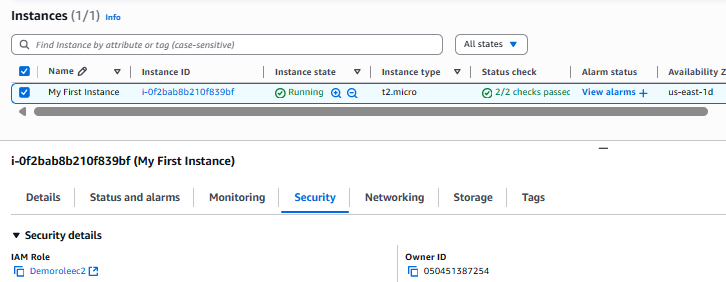 Instances (1/1) Info
Find Instance by attribute or tag (case-sensitive) All states
Name Instance ID Instance state Instance type Status check Alarm status Availability Z
My First Instance i-0f2bab8b210f839bf Running t2.micro 2/2 checks passec View alarms + us-east-1d
i-0f2bab8b210f839bf (My First Instance)
Details Status and alarms Monitoring Security Networking Storage Tags
Security details
IAM Role Owner ID
Demoroleec2 050451387254